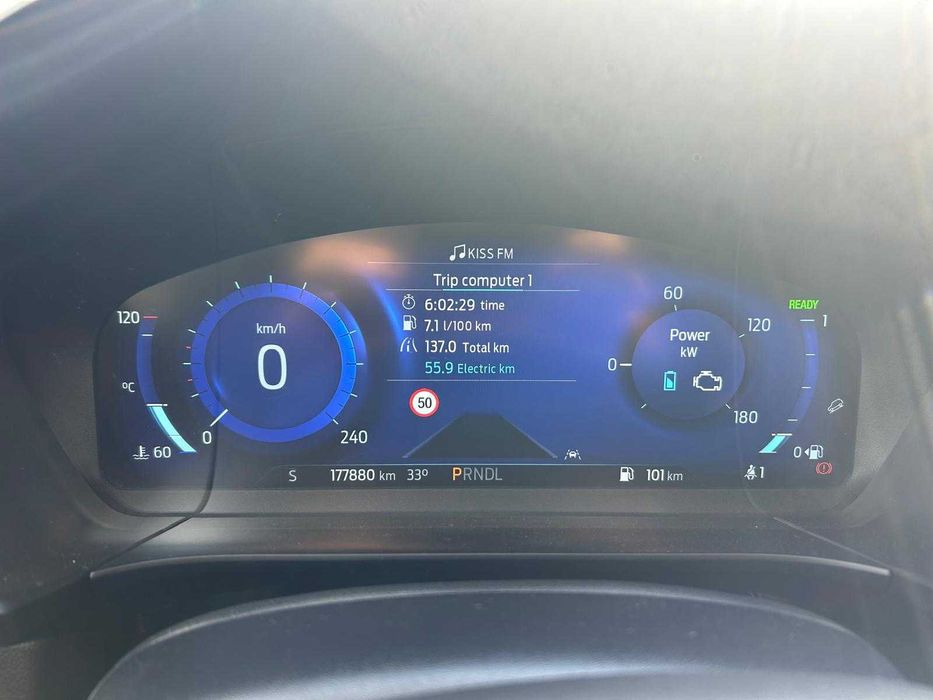 KISS FM
Trip computer 1
6:02:29 time
7.1 l/100 km
137.0 Total km
55.9 Electric km
50
120
°C
60
km/h
0
0
240
60
Power
kW
0
120
180
READY
1
0
S 177880 km 33° PRNDL 101 km 1